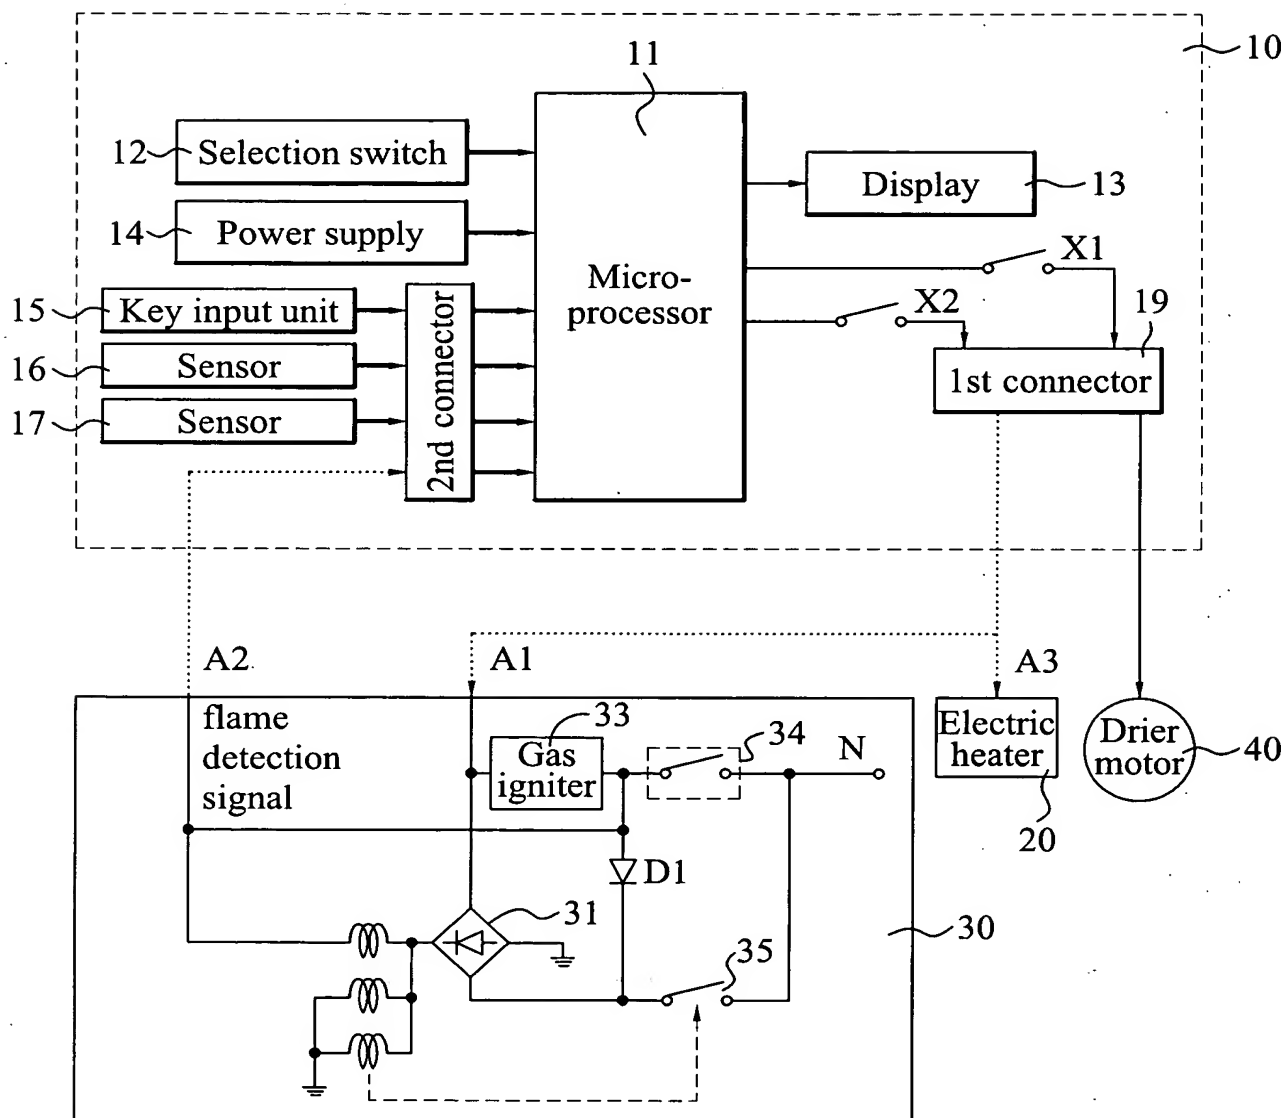 10
11
12 Selection switch
Display 13
14 Power supply
X1
Micro-
processor
15 Key input unit
X2
19
2nd connector
16 Sensor
1st connector
17 Sensor
A2
A1
A3
flame
detection
signal
33
Gas
igniter
34
N
Electric
heater
20
Drier
motor
40
D1
31
30
35